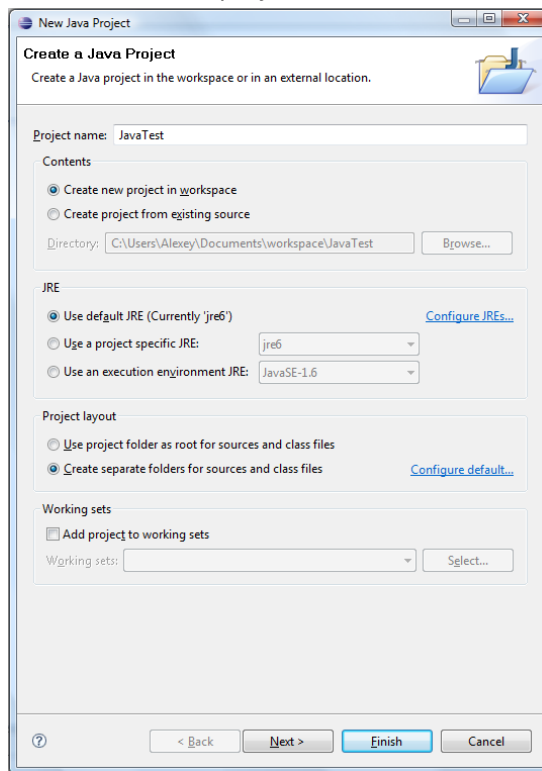 New Java Project
Create a Java Project
Create a Java project in the workspace or in an external location.
Project name: JavaTest
Contents
Create new project in workspace
Create project from existing source
Directory: C:\Users\Alexey\Documents\workspace\JavaTest Browse...
JRE
Use default JRE (Currently 'jre6') Configure JREs...
Use a project specific JRE: jre6
Use an execution environment JRE: JavaSE-1.6
Project layout
Use project folder as root for sources and class files
Create separate folders for sources and class files Configure default...
Working sets
Add project to working sets
Working sets: Select...
? < Back Next > Finish Cancel